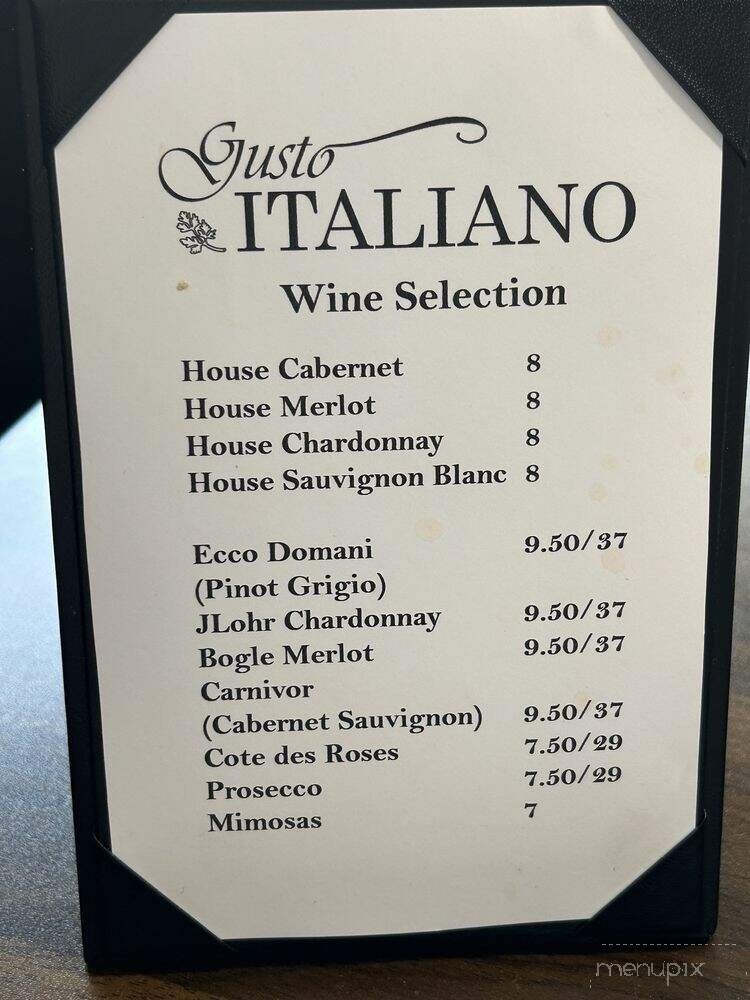 Gusto
ITALIANO
Wine Selection
House Cabernet 8
House Merlot 8
House Chardonnay 8
House Sauvignon Blanc 8
Ecco Domani 9.50/37
(Pinot Grigio)
JLohr Chardonnay 9.50/37
Bogle Merlot 9.50/37
Carnivor
(Cabernet Sauvignon) 9.50/37
Cote des Roses 7.50/29
Prosecco 7.50/29
Mimosas 7
menupix